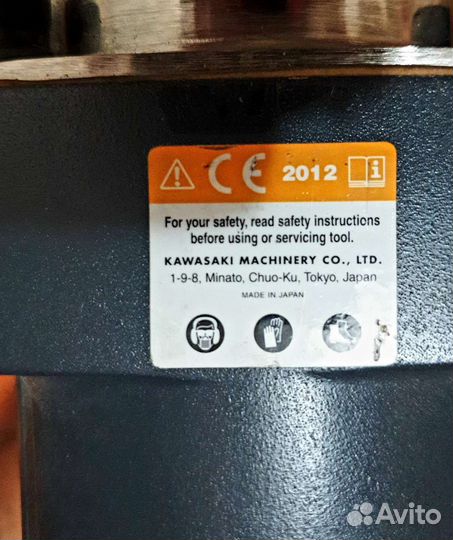 CE 2012
For your safety, read safety instructions
before using or servicing tool.
KAWASAKI MACHINERY CO., LTD.
1-9-8, Minato, Chuo-Ku, Tokyo, Japan
MADE IN JAPAN
Avito